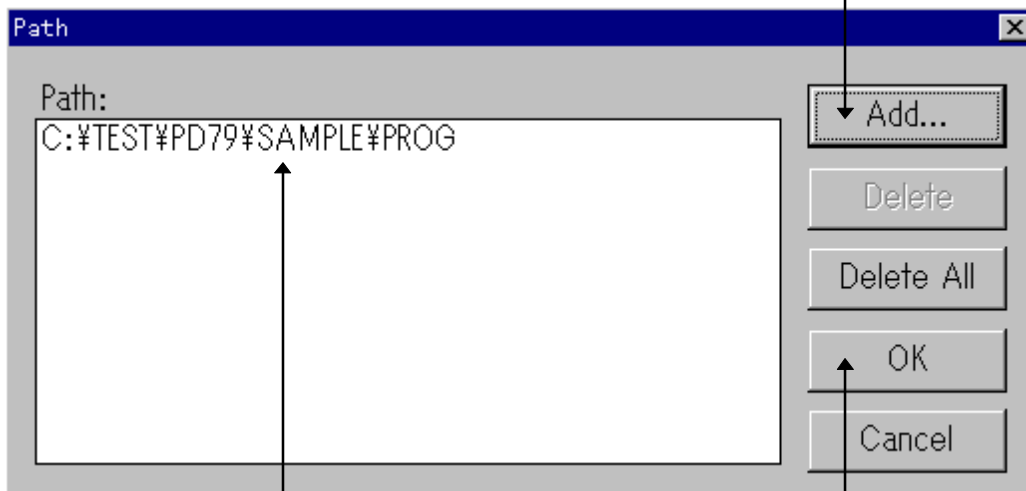 Path
Path:
C:¥TEST¥PD79¥SAMPLE¥PROG
Add...
Delete
Delete All
OK
Cancel